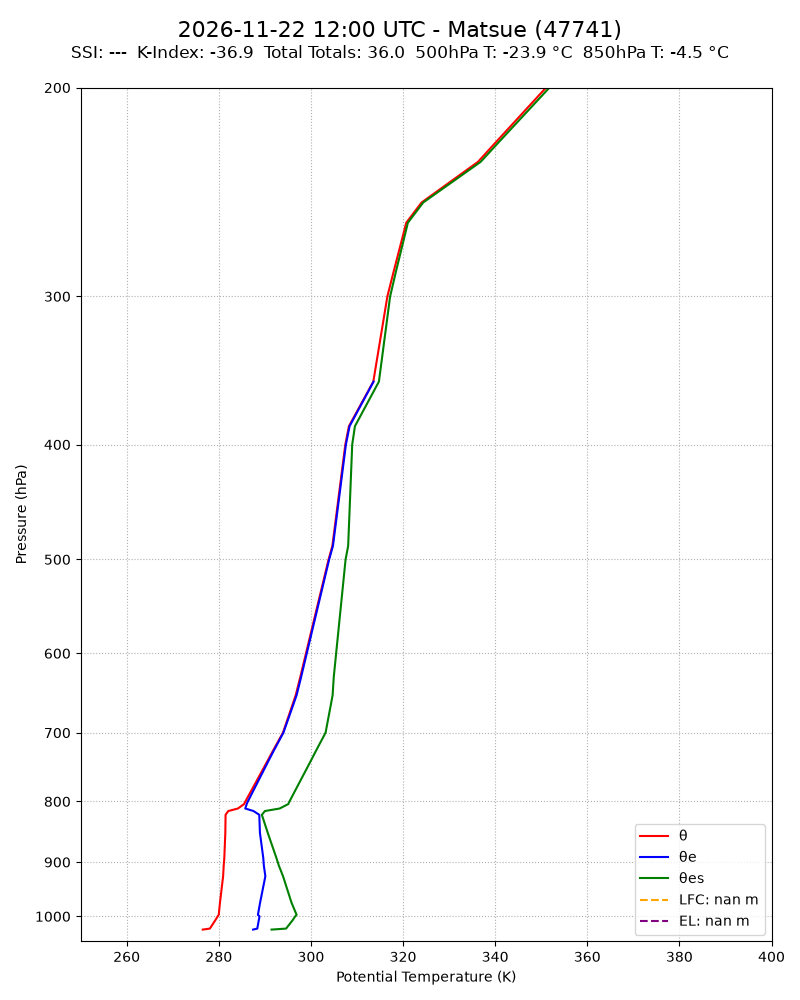 2026-11-22 12:00 UTC - Matsue (47741)
SSI: ---  K-Index: -36.9  Total Totals: 36.0  500hPa T: -23.9 °C  850hPa T: -4.5 °C
200
300
400
500
600
700
800
900
1000
Pressure (hPa)
260 280 300 320 340 360 380 400
Potential Temperature (K)
θ
θe
θes
LFC: nan m
EL: nan m